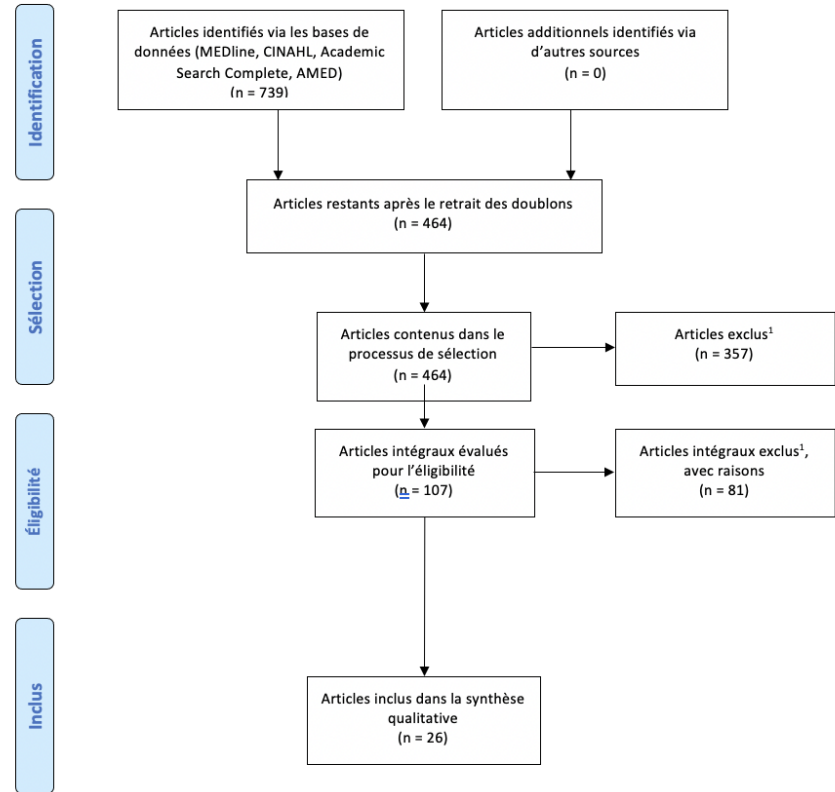 Identification
Articles identifiés via les bases de
données (MEDline, CINAHL, Academic
Search Complete, AMED)
(n = 739)
Articles additionnels identifiés via
d'autres sources
(n = 0)
Articles restants après le retrait des doublons
(n = 464)
Sélection
Articles contenus dans le
processus de sélection
(n = 464)
Articles exclus¹
(n = 357)
Éligibilité
Articles intégraux évalués
pour l'éligibilité
(n = 107)
Articles intégraux exclus¹,
avec raisons
(n = 81)
Inclus
Articles inclus dans la synthèse
qualitative
(n = 26)